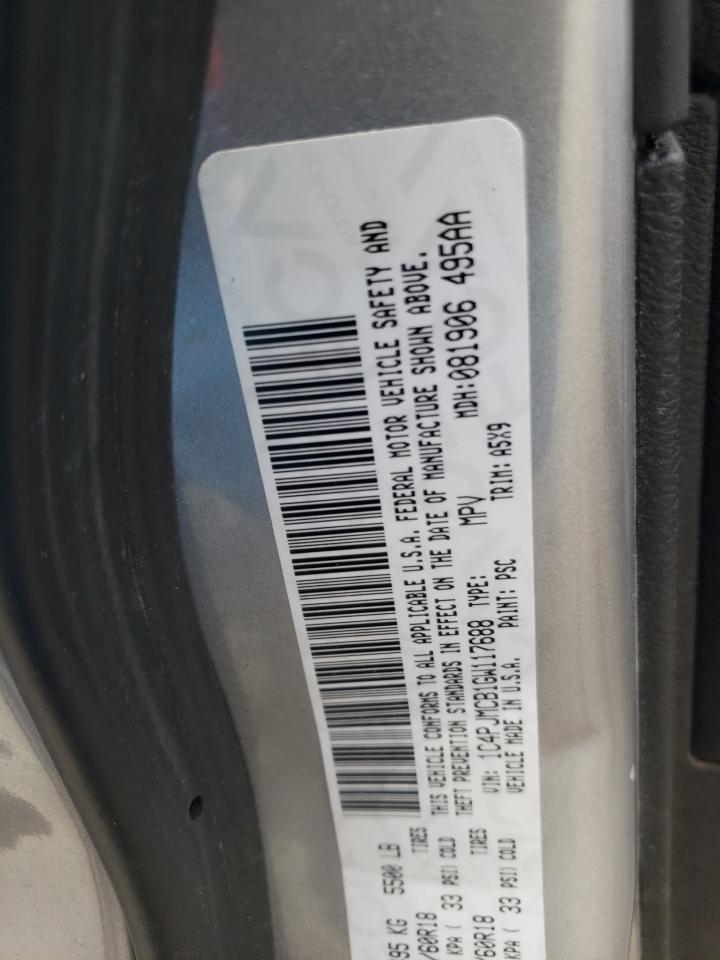 95 KG 5500 LB
/60R18 TIRES
KPA ( 33 PSI) COLD
THIS VEHICLE CONFORMS TO ALL APPLICABLE U.S.A. FEDERAL MOTOR VEHICLE SAFETY AND
THEFT PREVENTION STANDARDS IN EFFECT ON THE DATE OF MANUFACTURE SHOWN ABOVE.
/60R18 TIRES
KPA ( 33 PSI) COLD
VIN: 1C4PJMCB1GW117688 TYPE: MPV MDH:081906 495AA
VEHICLE MADE IN U.S.A. PAINT: PSC TRIM: A5X9